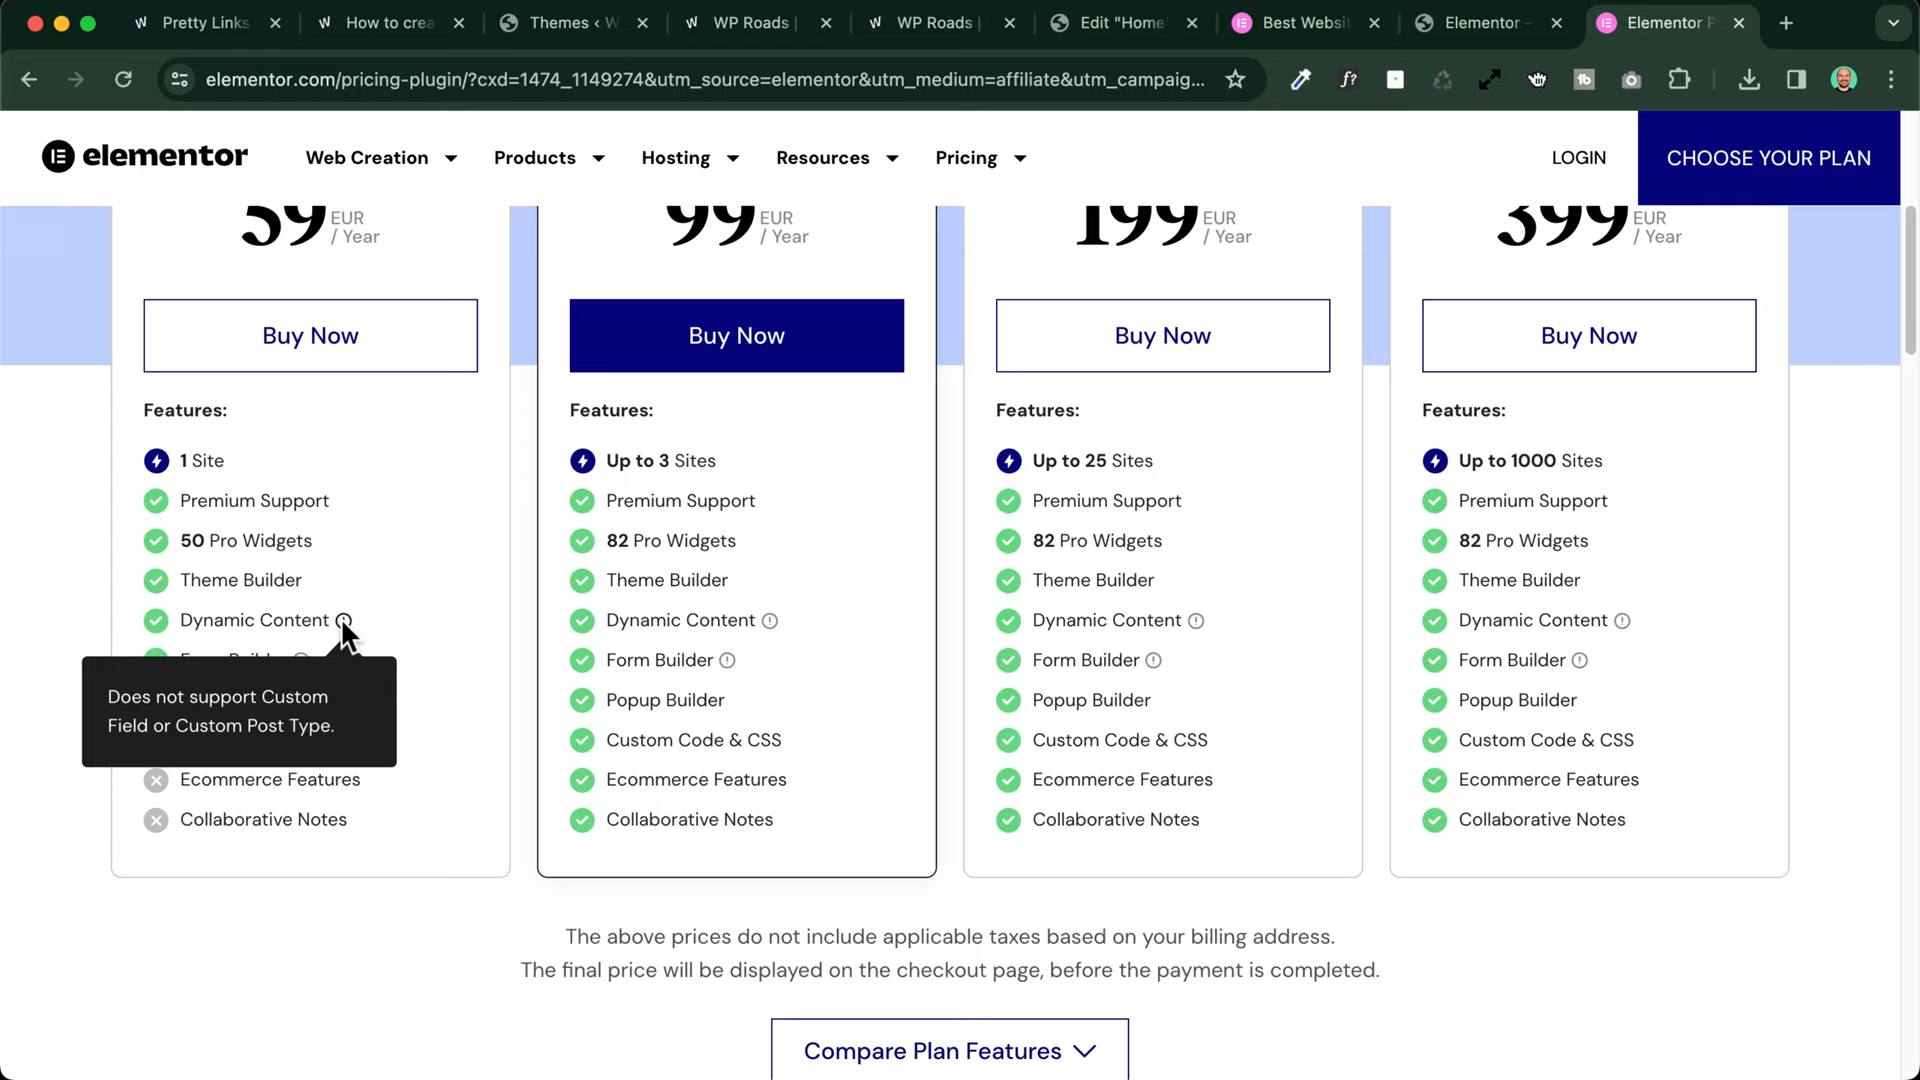 Pretty Links
How to crea
Themes ‹ W
WP Roads |
WP Roads |
Edit "Home"
Best Websit
Elementor -
Elementor P
elementor.com/pricing-plugin/?cxd=1474_1149274&utm_source=elementor&utm_medium=affiliate&utm_campaig...
f?
tb
elementor
Web Creation
Products
Hosting
Resources
Pricing
LOGIN
CHOOSE YOUR PLAN
59 EUR / Year
99 EUR / Year
199 EUR / Year
399 EUR / Year
Buy Now
Buy Now
Buy Now
Buy Now
Features:
1 Site
Premium Support
50 Pro Widgets
Theme Builder
Dynamic Content
Does not support Custom
Field or Custom Post Type.
Ecommerce Features
Collaborative Notes
Features:
Up to 3 Sites
Premium Support
82 Pro Widgets
Theme Builder
Dynamic Content
Form Builder
Popup Builder
Custom Code & CSS
Ecommerce Features
Collaborative Notes
Features:
Up to 25 Sites
Premium Support
82 Pro Widgets
Theme Builder
Dynamic Content
Form Builder
Popup Builder
Custom Code & CSS
Ecommerce Features
Collaborative Notes
Features:
Up to 1000 Sites
Premium Support
82 Pro Widgets
Theme Builder
Dynamic Content
Form Builder
Popup Builder
Custom Code & CSS
Ecommerce Features
Collaborative Notes
The above prices do not include applicable taxes based on your billing address.
The final price will be displayed on the checkout page, before the payment is completed.
Compare Plan Features